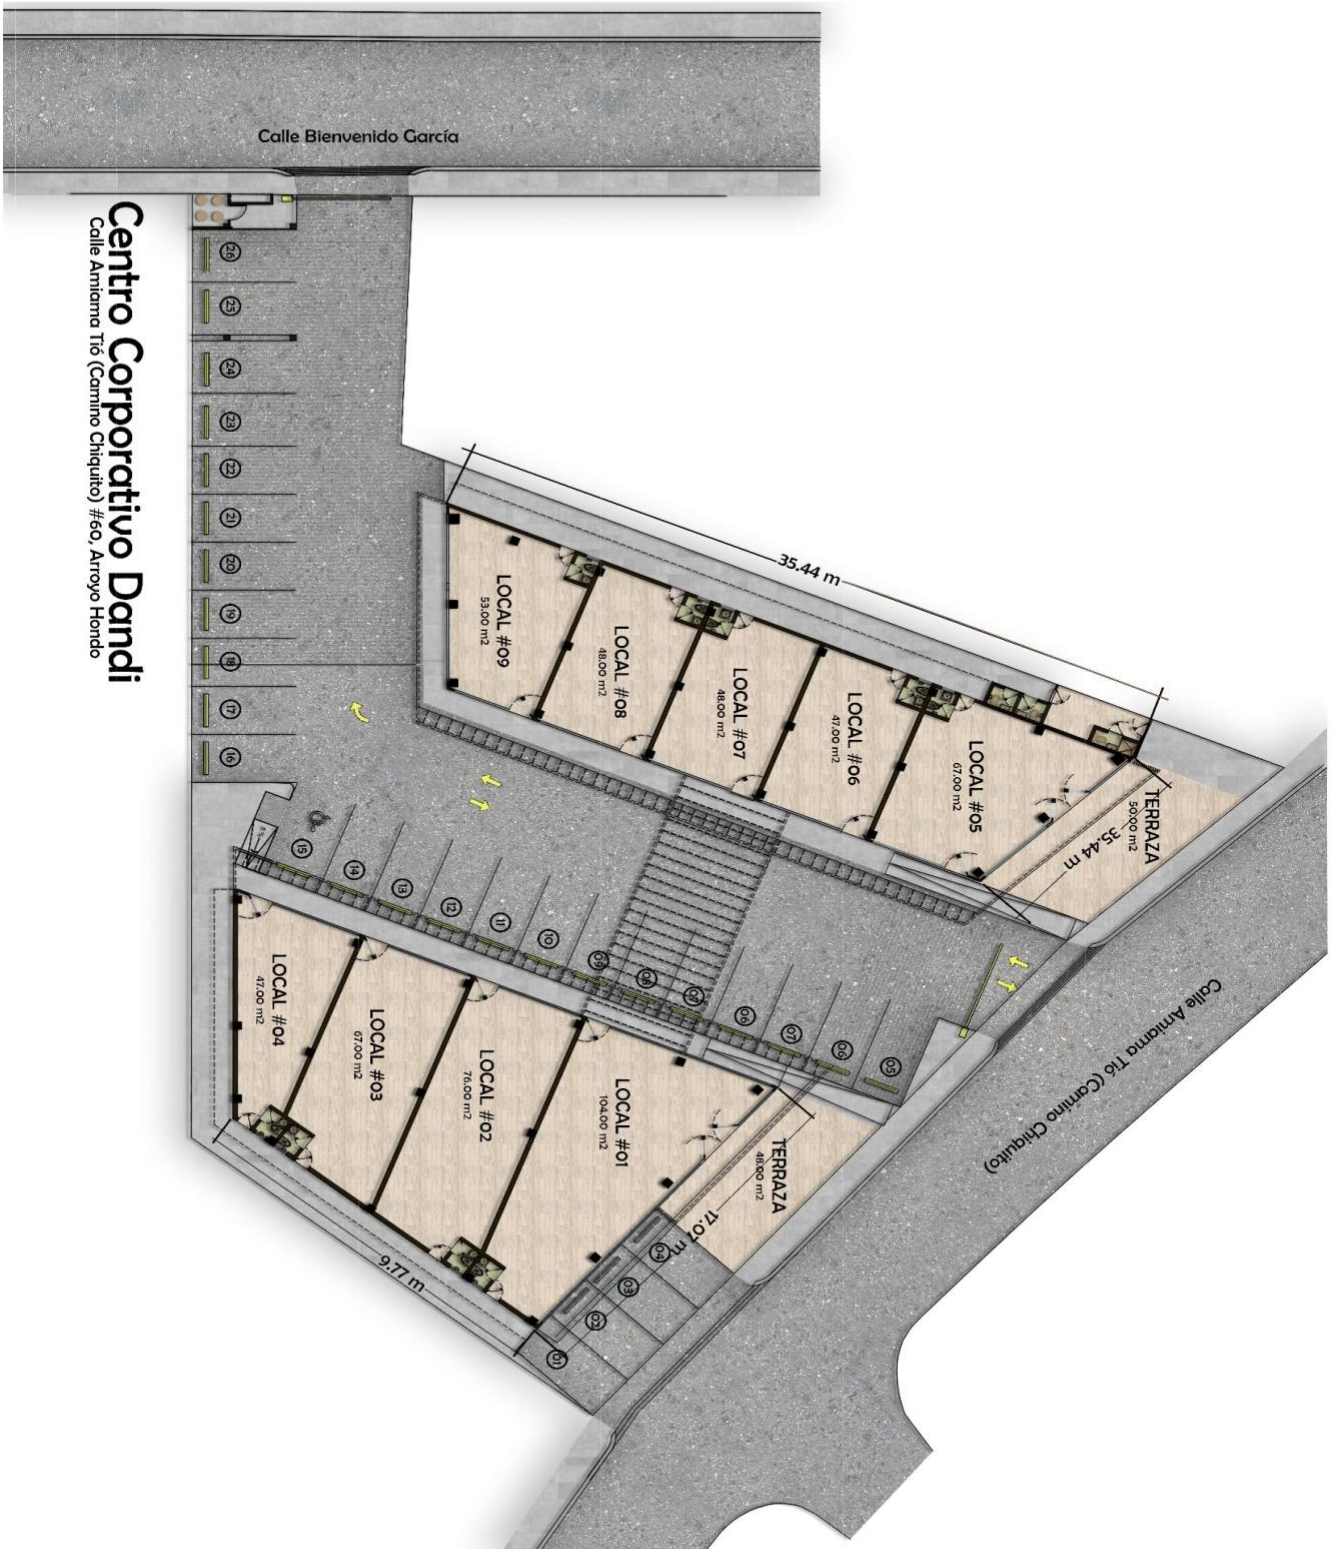 Calle Bienvenido García
Centro Corporativo Dandi
Calle Amiama Tió (Camino Chiquito) #60, Arroyo Hondo
26
25
24
23
22
21
20
19
18
17
16
35.44 m
LOCAL #09
53.00 m2
LOCAL #08
48.00 m2
LOCAL #07
48.00 m2
LOCAL #06
47.00 m2
LOCAL #05
67.00 m2
TERRAZA
50.00 m2
35.44 m
15
14
13
12
11
10
09
08
07
06
07
06
05
LOCAL #04
47.00 m2
LOCAL #03
67.00 m2
LOCAL #02
76.00 m2
LOCAL #01
104.00 m2
TERRAZA
48.00 m2
17.07 m
04
03
02
01
9.77 m
Calle Amiama Tió (Camino Chiquito)